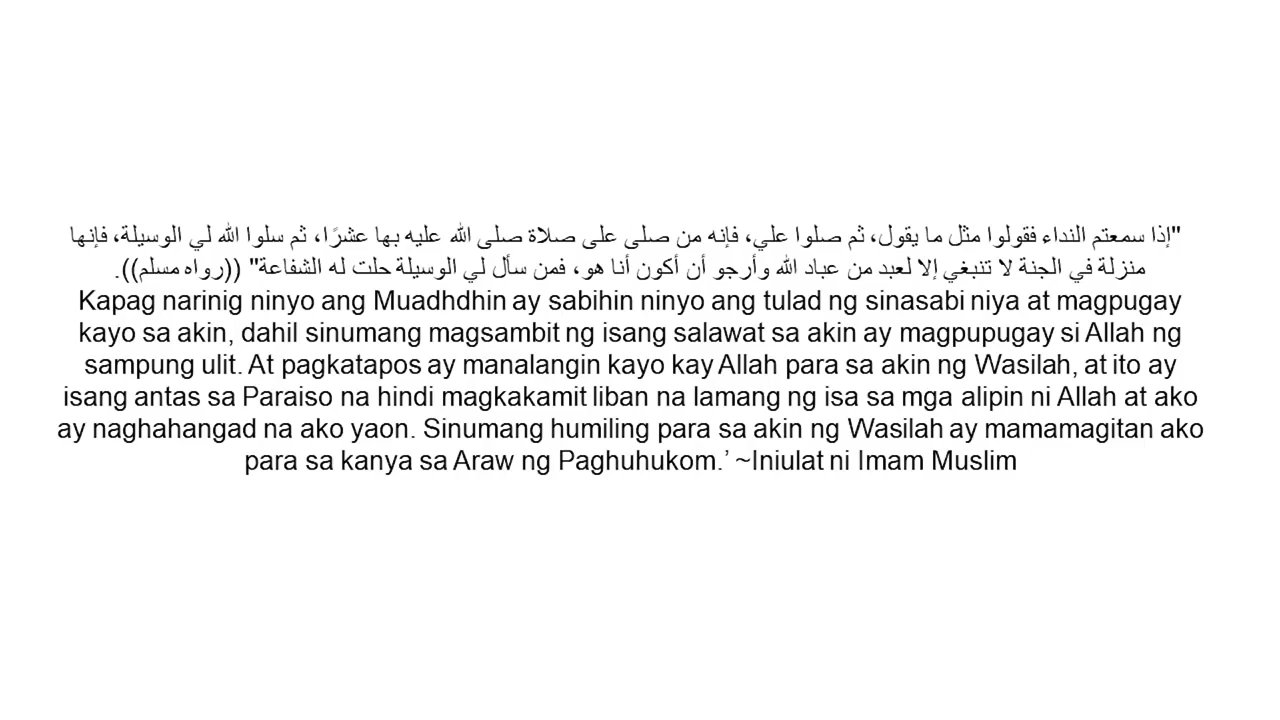 "إذا سمعتم النداء فقولوا مثل ما يقول، ثم صلوا علي، فإنه من صلى على صلاة صلى الله عليه بها عشرًا، ثم سلوا الله لي الوسيلة، فإنها
منزلة في الجنة لا تنبغي إلا لعبد من عباد الله وأرجو أن أكون أنا هو، فمن سأل لي الوسيلة حلت له الشفاعة" ((رواه مسلم)).
Kapag narinig ninyo ang Muadhdhin ay sabihin ninyo ang tulad ng sinasabi niya at magpugay
kayo sa akin, dahil sinumang magsambit ng isang salawat sa akin ay magpupugay si Allah ng
sampung ulit. At pagkatapos ay manalangin kayo kay Allah para sa akin ng Wasilah, at ito ay
isang antas sa Paraiso na hindi magkakamit liban na lamang ng isa sa mga alipin ni Allah at ako
ay naghahangad na ako yaon. Sinumang humiling para sa akin ng Wasilah ay mamamagitan ako
para sa kanya sa Araw ng Paghuhukom.’ ~Iniulat ni Imam Muslim